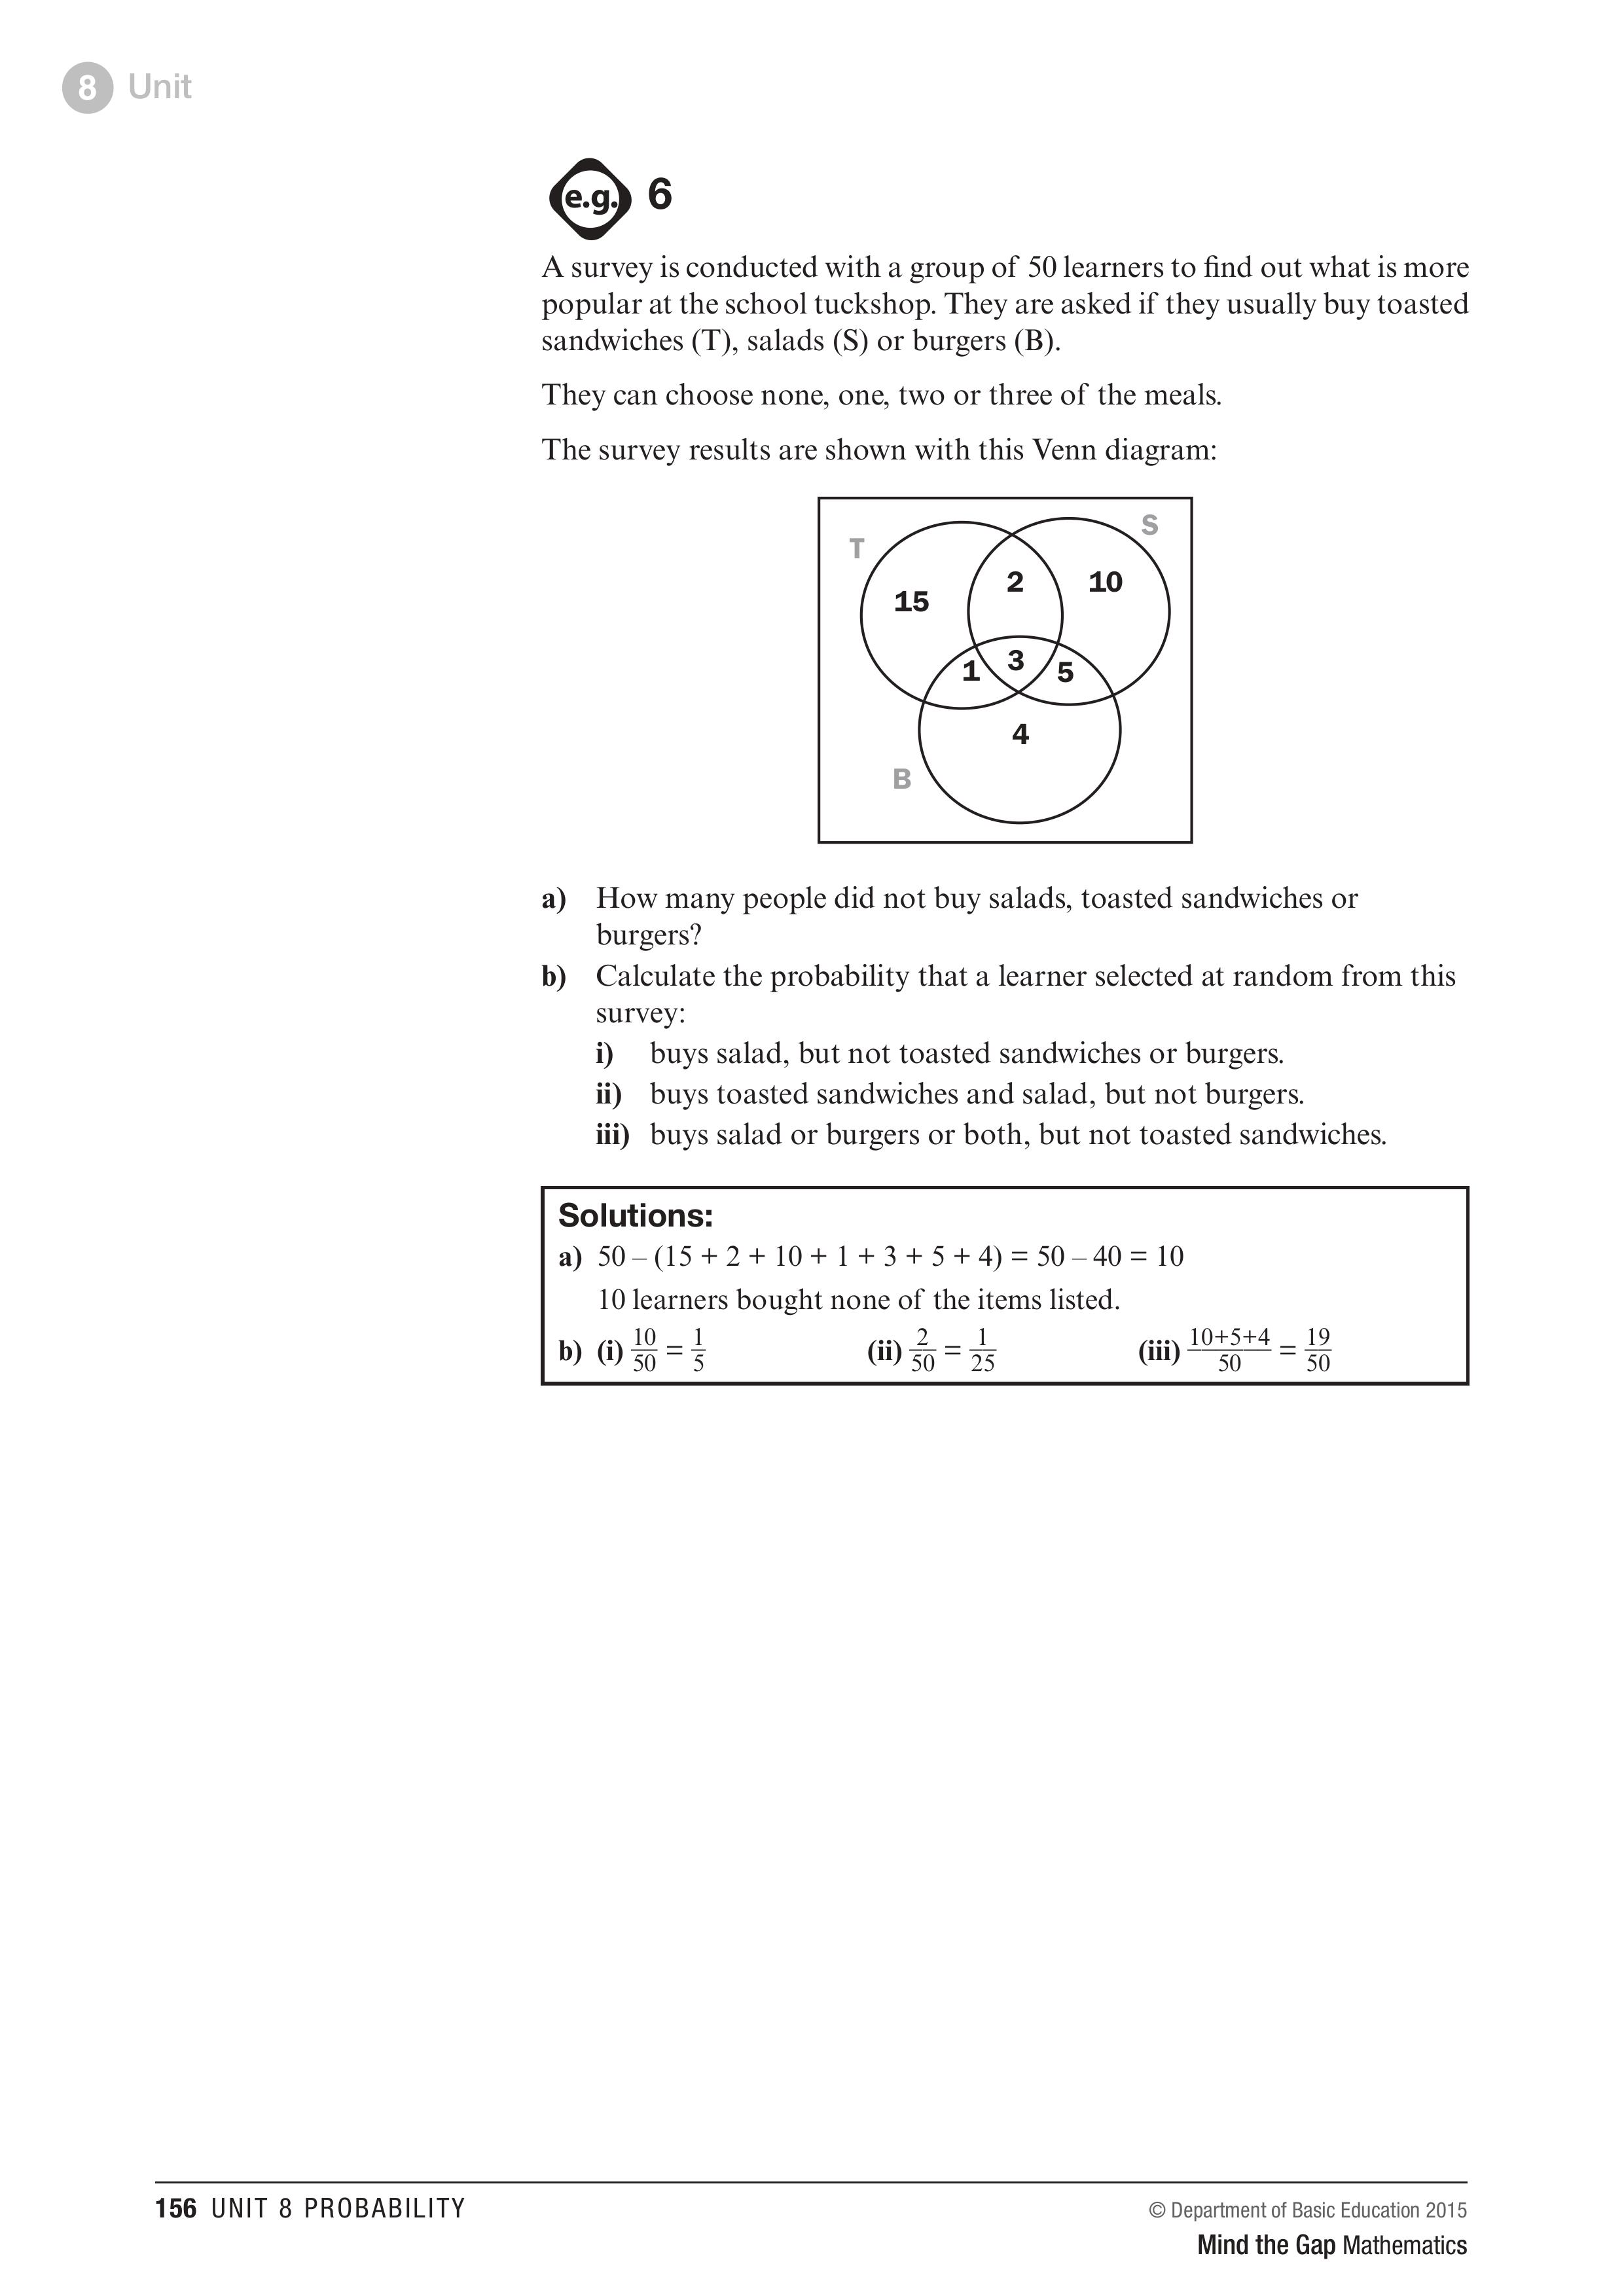 8 Unit
e.g. 6
A survey is conducted with a group of 50 learners to find out what is more
popular at the school tuckshop. They are asked if they usually buy toasted
sandwiches (T), salads (S) or burgers (B).
They can choose none, one, two or three of the meals.
The survey results are shown with this Venn diagram:
S
T
2 10
15
1 3 5
4
B
a) How many people did not buy salads, toasted sandwiches or
burgers?
b) Calculate the probability that a learner selected at random from this
survey:
i) buys salad, but not toasted sandwiches or burgers.
ii) buys toasted sandwiches and salad, but not burgers.
iii) buys salad or burgers or both, but not toasted sandwiches.
Solutions:
a) 50 – (15 + 2 + 10 + 1 + 3 + 5 + 4) = 50 – 40 = 10
10 learners bought none of the items listed.
b) (i) 10/50 = 1/5 (ii) 2/50 = 1/25 (iii) 10+5+4/50 = 19/50
156 UNIT 8 PROBABILITY
© Department of Basic Education 2015
Mind the Gap Mathematics